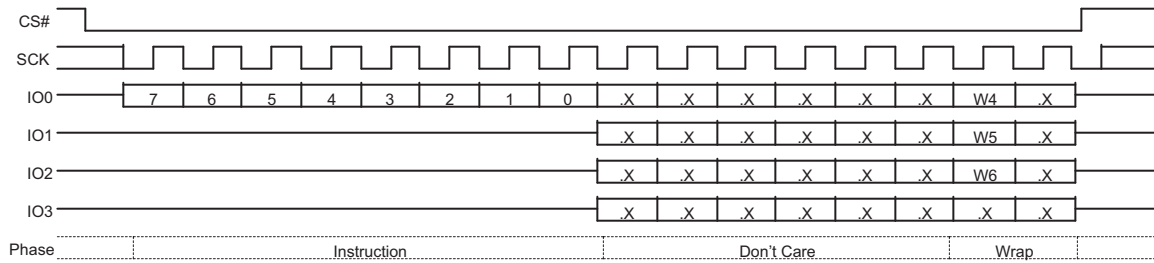 CS#
SCK
IO0 7 6 5 4 3 2 1 0 .X .X .X .X .X .X W4 .X
IO1 .X .X .X .X .X .X W5 .X
IO2 .X .X .X .X .X .X W6 .X
IO3 .X .X .X .X .X .X .X .X
Phase Instruction Don't Care Wrap